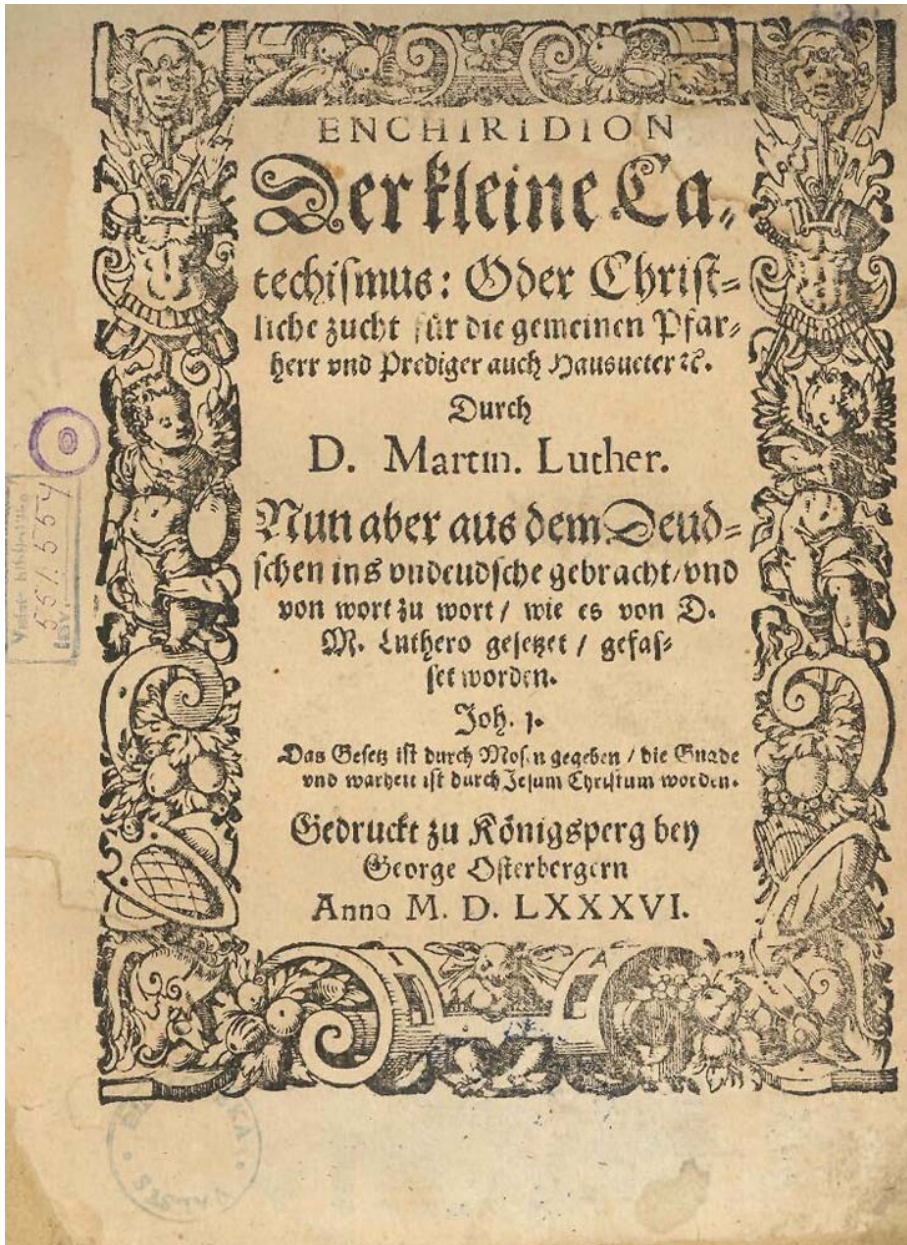 ENCHIRIDION
Der kleine Ca⸗
techiſmus: Oder Chriſt⸗
liche zucht für die gemeinen Pfar⸗
herr vnd Prediger auch Hausueter ꝛc.
Durch
D. Martin. Luther.
Nun aber aus dem Deud⸗
ſchen ins vndeudſche gebracht/ vnd
von wort zu wort / wie es von D.
M. Luthero geſetzet / gefaſ⸗
ſet worden.
Joh. 1.
Das Geſetz iſt durch Moſen gegeben / die Gnade
vnd warheit iſt durch Jeſum Chriſtum worden.
Gedruckt zu Königsperg bey
George Oſterbergern
Anno M. D. LXXXVI.